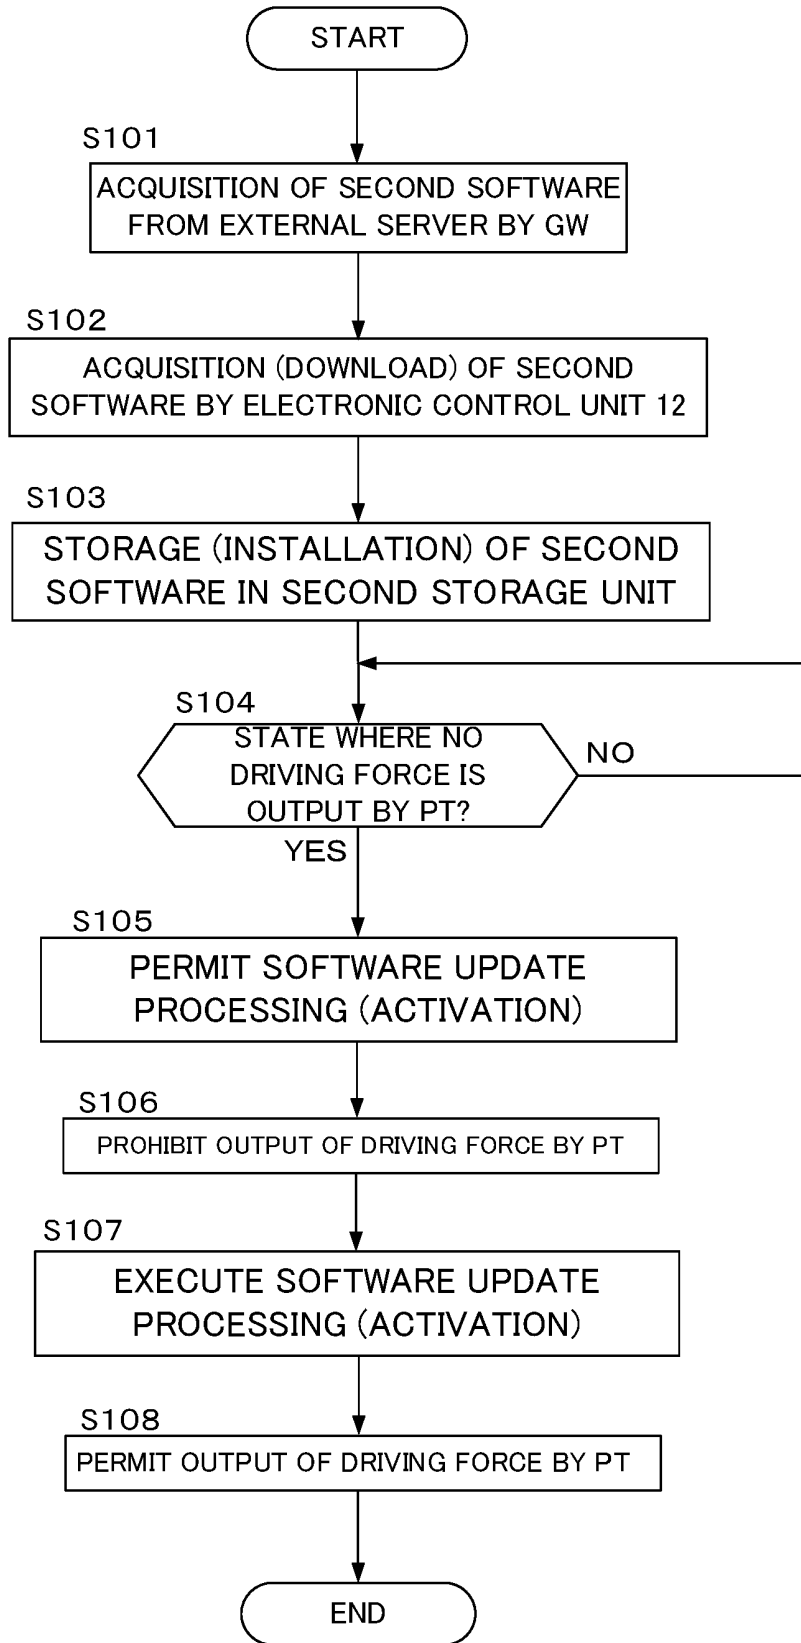 START
S101
ACQUISITION OF SECOND SOFTWARE
FROM EXTERNAL SERVER BY GW
S102
ACQUISITION (DOWNLOAD) OF SECOND
SOFTWARE BY ELECTRONIC CONTROL UNIT 12
S103
STORAGE (INSTALLATION) OF SECOND
SOFTWARE IN SECOND STORAGE UNIT
S104
STATE WHERE NO
DRIVING FORCE IS
OUTPUT BY PT?
NO
YES
S105
PERMIT SOFTWARE UPDATE
PROCESSING (ACTIVATION)
S106
PROHIBIT OUTPUT OF DRIVING FORCE BY PT
S107
EXECUTE SOFTWARE UPDATE
PROCESSING (ACTIVATION)
S108
PERMIT OUTPUT OF DRIVING FORCE BY PT
END